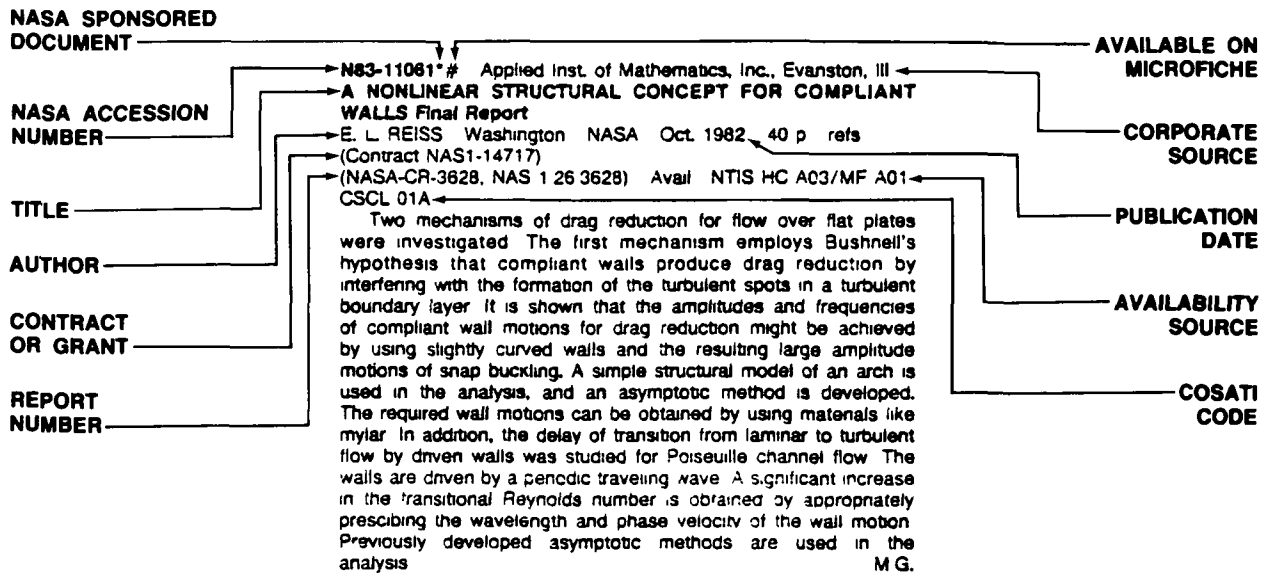 NASA SPONSORED
DOCUMENT
NASA ACCESSION
NUMBER
TITLE
AUTHOR
CONTRACT
OR GRANT
REPORT
NUMBER
N83-11061*# Applied Inst. of Mathematics, Inc., Evanston, Ill
A NONLINEAR STRUCTURAL CONCEPT FOR COMPLIANT
WALLS Final Report
E. L. REISS Washington NASA Oct. 1982 40 p refs
(Contract NAS1-14717)
(NASA-CR-3628, NAS 1 26 3628) Avail NTIS HC A03/MF A01
CSCL 01A
Two mechanisms of drag reduction for flow over flat plates
were investigated The first mechanism employs Bushnell's
hypothesis that compliant walls produce drag reduction by
interfering with the formation of the turbulent spots in a turbulent
boundary layer It is shown that the amplitudes and frequencies
of compliant wall motions for drag reduction might be achieved
by using slightly curved walls and the resulting large amplitude
motions of snap buckling. A simple structural model of an arch is
used in the analysis, and an asymptotic method is developed.
The required wall motions can be obtained by using materials like
mylar In addition, the delay of transition from laminar to turbulent
flow by driven walls was studied for Poiseuille channel flow The
walls are driven by a periodic traveling wave A significant increase
in the transitional Reynolds number is obtained by appropriately
prescibing the wavelength and phase velocity of the wall motion
Previously developed asymptotic methods are used in the
analysis M G.
AVAILABLE ON
MICROFICHE
CORPORATE
SOURCE
PUBLICATION
DATE
AVAILABILITY
SOURCE
COSATI
CODE